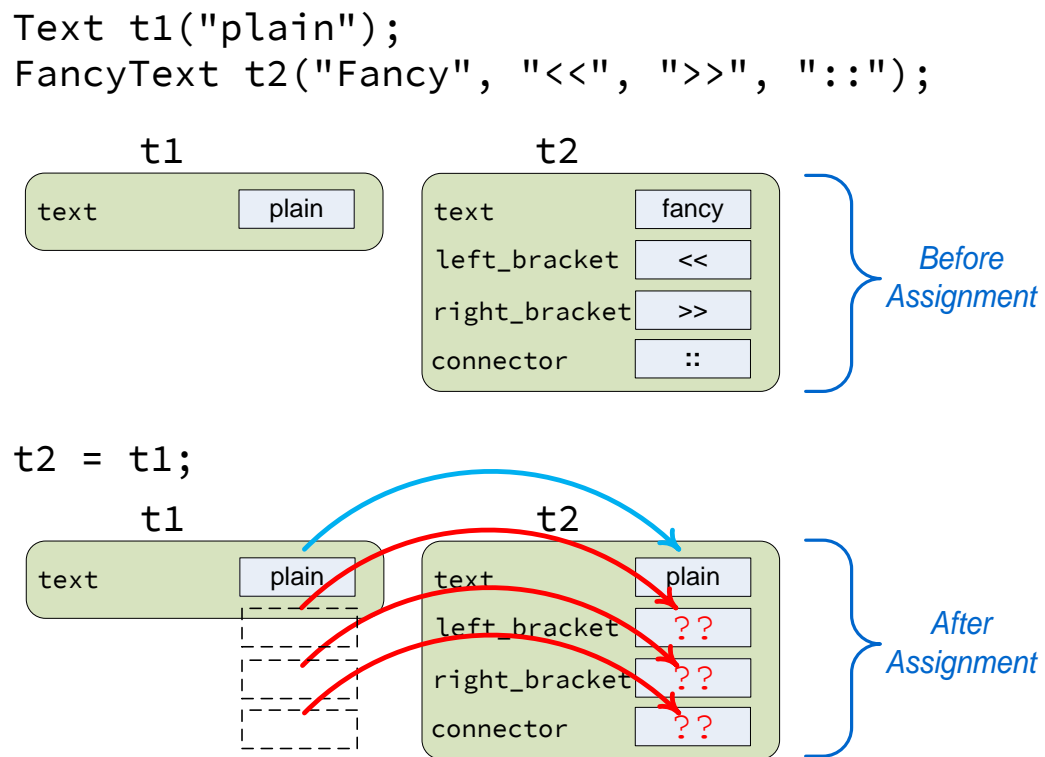 Text t1("plain");
FancyText t2("Fancy", "<<", ">>", "::");
t1
text plain
t2
text fancy
left_bracket <<
right_bracket >>
connector ::
Before
Assignment
t2 = t1;
t1
text plain
t2
text plain
left_bracket ??
right_bracket ??
connector ??
After
Assignment